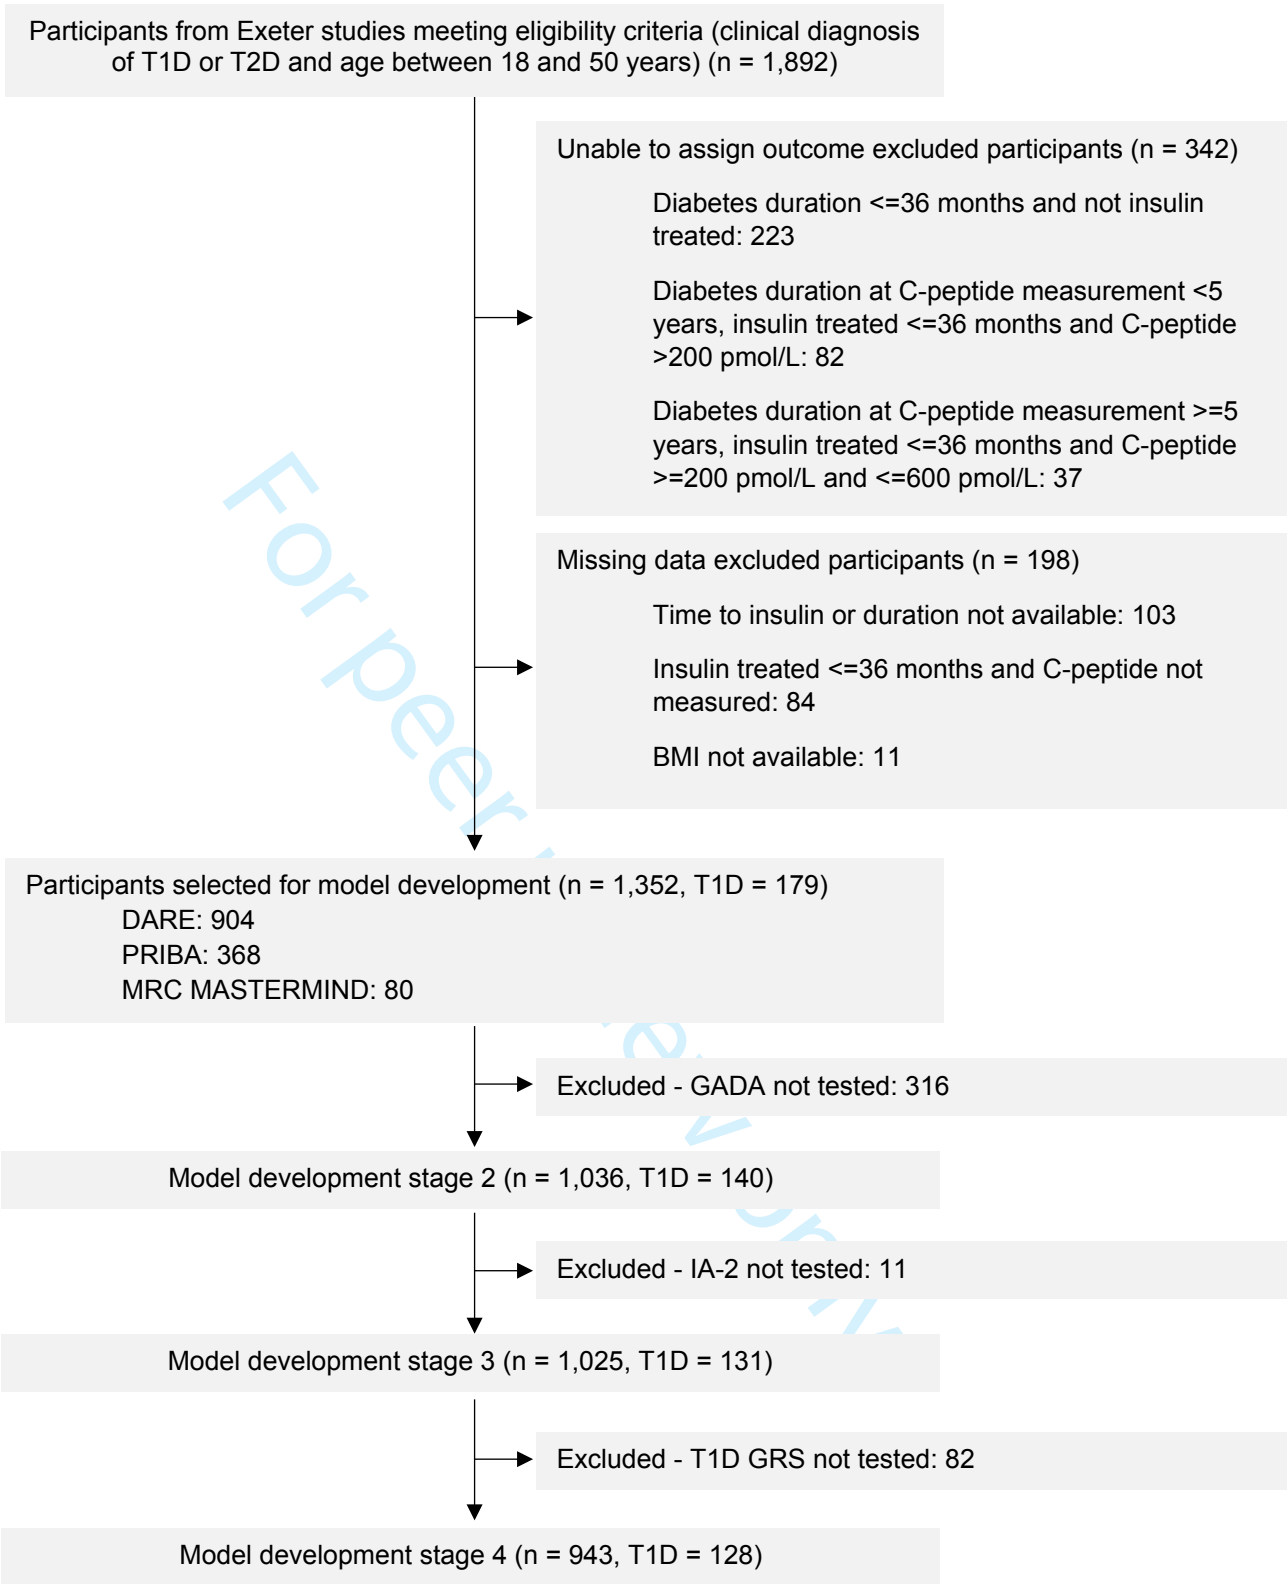 Participants from Exeter studies meeting eligibility criteria (clinical diagnosis
of T1D or T2D and age between 18 and 50 years) (n = 1,892)
Unable to assign outcome excluded participants (n = 342)
Diabetes duration <=36 months and not insulin
treated: 223
Diabetes duration at C-peptide measurement <5
years, insulin treated <=36 months and C-peptide
>200 pmol/L: 82
Diabetes duration at C-peptide measurement >=5
years, insulin treated <=36 months and C-peptide
>=200 pmol/L and <=600 pmol/L: 37
Missing data excluded participants (n = 198)
Time to insulin or duration not available: 103
Insulin treated <=36 months and C-peptide not
measured: 84
BMI not available: 11
Participants selected for model development (n = 1,352, T1D = 179)
DARE: 904
PRIBA: 368
MRC MASTERMIND: 80
Excluded - GADA not tested: 316
Model development stage 2 (n = 1,036, T1D = 140)
Excluded - IA-2 not tested: 11
Model development stage 3 (n = 1,025, T1D = 131)
Excluded - T1D GRS not tested: 82
Model development stage 4 (n = 943, T1D = 128)
For peer